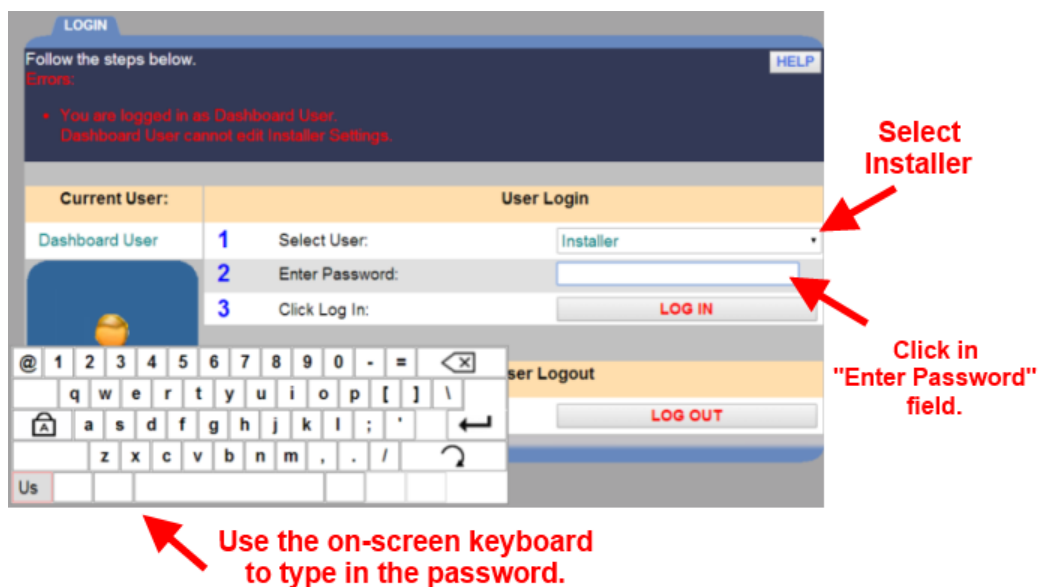 LOGIN
Follow the steps below.
HELP
Errors:
• You are logged in as Dashboard User.
Dashboard User cannot edit Installer Settings.
Select
Installer
Current User:
User Login
Dashboard User
1 Select User: Installer
2 Enter Password:
3 Click Log In: LOG IN
Click in
"Enter Password"
field.
ser Logout
LOG OUT
@ 1 2 3 4 5 6 7 8 9 0 - =
q w e r t y u i o p [ ] \
A a s d f g h j k l ; '
z x c v b n m , . /
Us
Use the on-screen keyboard
to type in the password.